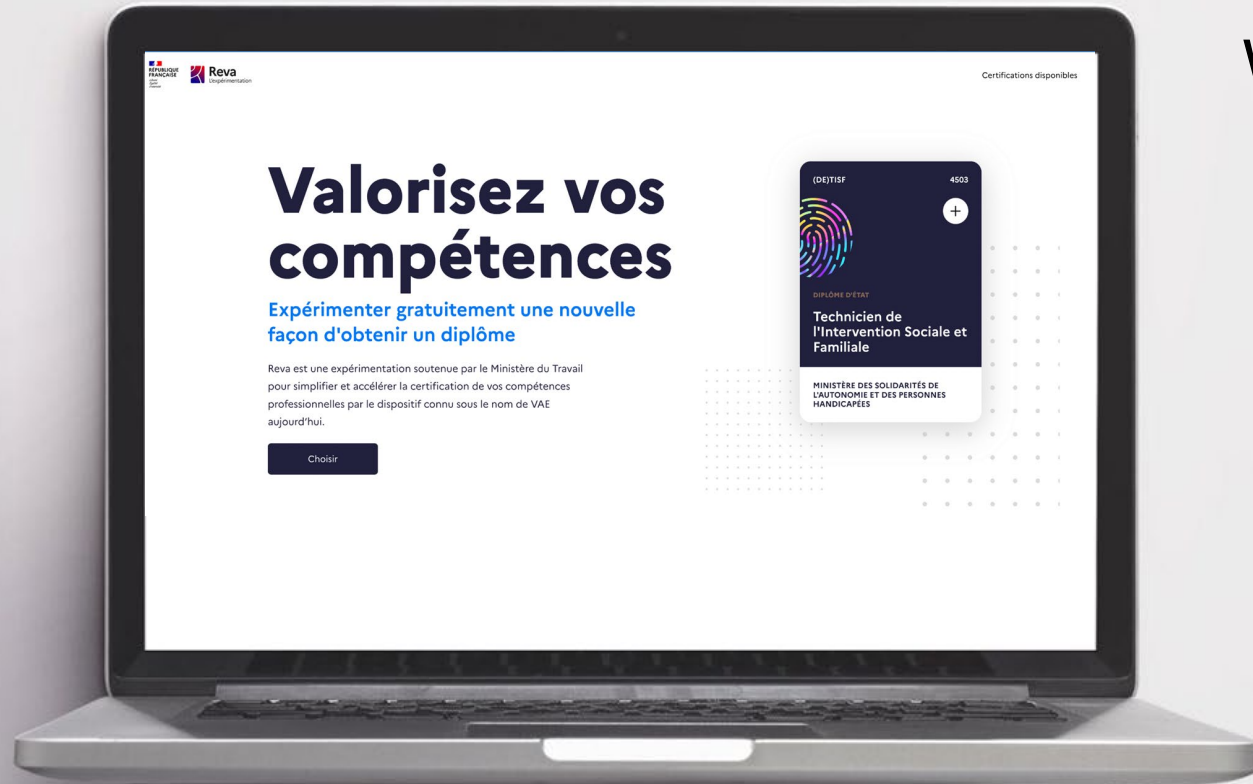 RÉPUBLIQUE
FRANÇAISE
Reva
L'expérimentation
Certifications disponibles
Valorisez vos
compétences
Expérimenter gratuitement une nouvelle
façon d'obtenir un diplôme
Reva est une expérimentation soutenue par le Ministère du Travail
pour simplifier et accélérer la certification de vos compétences
professionnelles par le dispositif connu sous le nom de VAE
aujourd'hui.
Choisir
(DE)TISF 4503
DIPLÔME D'ÉTAT
Technicien de
l'Intervention Sociale et
Familiale
MINISTÈRE DES SOLIDARITÉS DE
L'AUTONOMIE ET DES PERSONNES
HANDICAPÉES